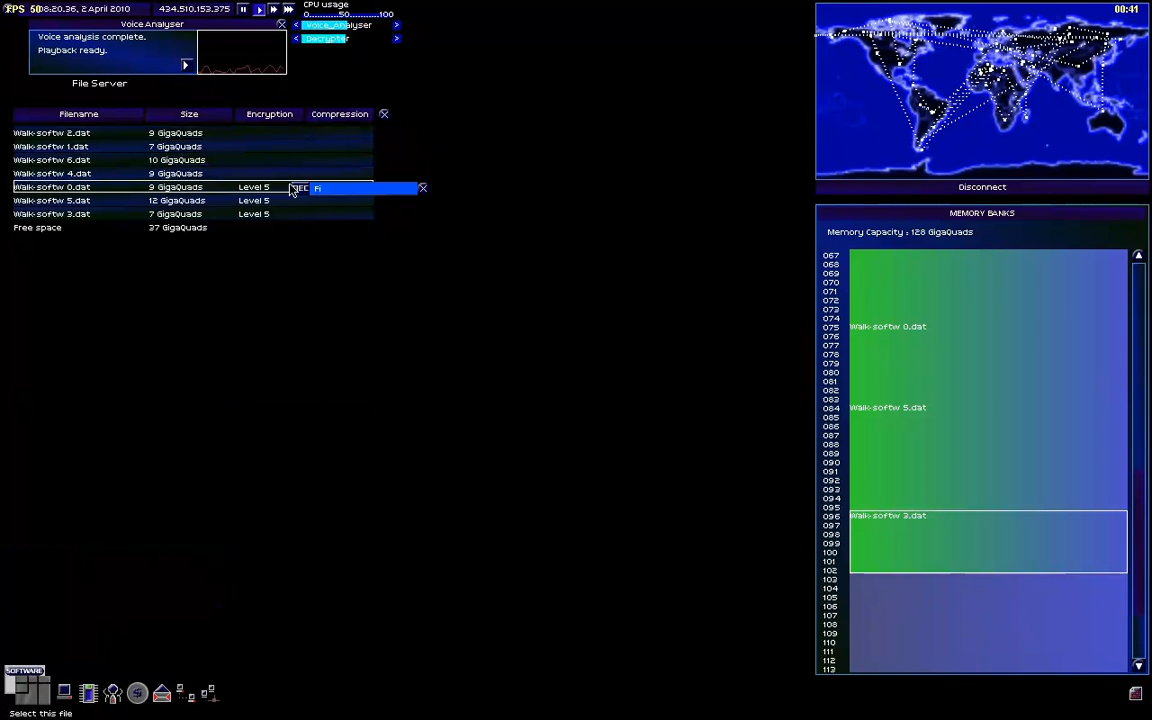 FPS 50
08:20.36, 2 April 2010
434.510.153.375
CPU usage
0 50 100
Voice_Analyser
Decrypter
00:41
Voice Analyser
Voice analysis complete.
Playback ready.
File Server
Filename Size Encryption Compression
Walk-softw 2.dat 9 GigaQuads
Walk-softw 1.dat 7 GigaQuads
Walk-softw 6.dat 10 GigaQuads
Walk-softw 4.dat 9 GigaQuads
Walk-softw 0.dat 9 GigaQuads Level 5 DEC Fi
Walk-softw 5.dat 12 GigaQuads Level 5
Walk-softw 3.dat 7 GigaQuads Level 5
Free space 37 GigaQuads
Disconnect
MEMORY BANKS
Memory Capacity : 128 GigaQuads
067
068
069
070
071
072
073
074
075 Walk-softw 0.dat
076
077
078
079
080
081
082
083
084 Walk-softw 5.dat
085
086
087
088
089
090
091
092
093
094
095
096 Walk-softw 3.dat
097
098
099
100
101
102
103
104
105
106
107
108
109
110
111
112
113
SOFTWARE
Select this file